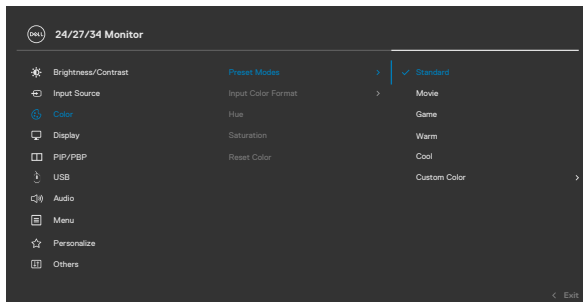 DELL 24/27/34 Monitor
Brightness/Contrast Preset Modes > ✓ Standard
Input Source Input Color Format > Movie
Color Hue Game
Display Saturation Warm
PIP/PBP Reset Color Cool
USB Custom Color >
Audio
Menu
Personalize
Others
< Exit